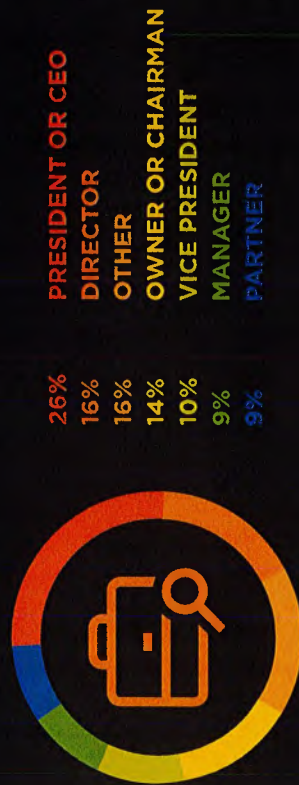 26% PRESIDENT OR CEO
16% DIRECTOR
16% OTHER
14% OWNER OR CHAIRMAN
10% VICE PRESIDENT
9% MANAGER
9% PARTNER